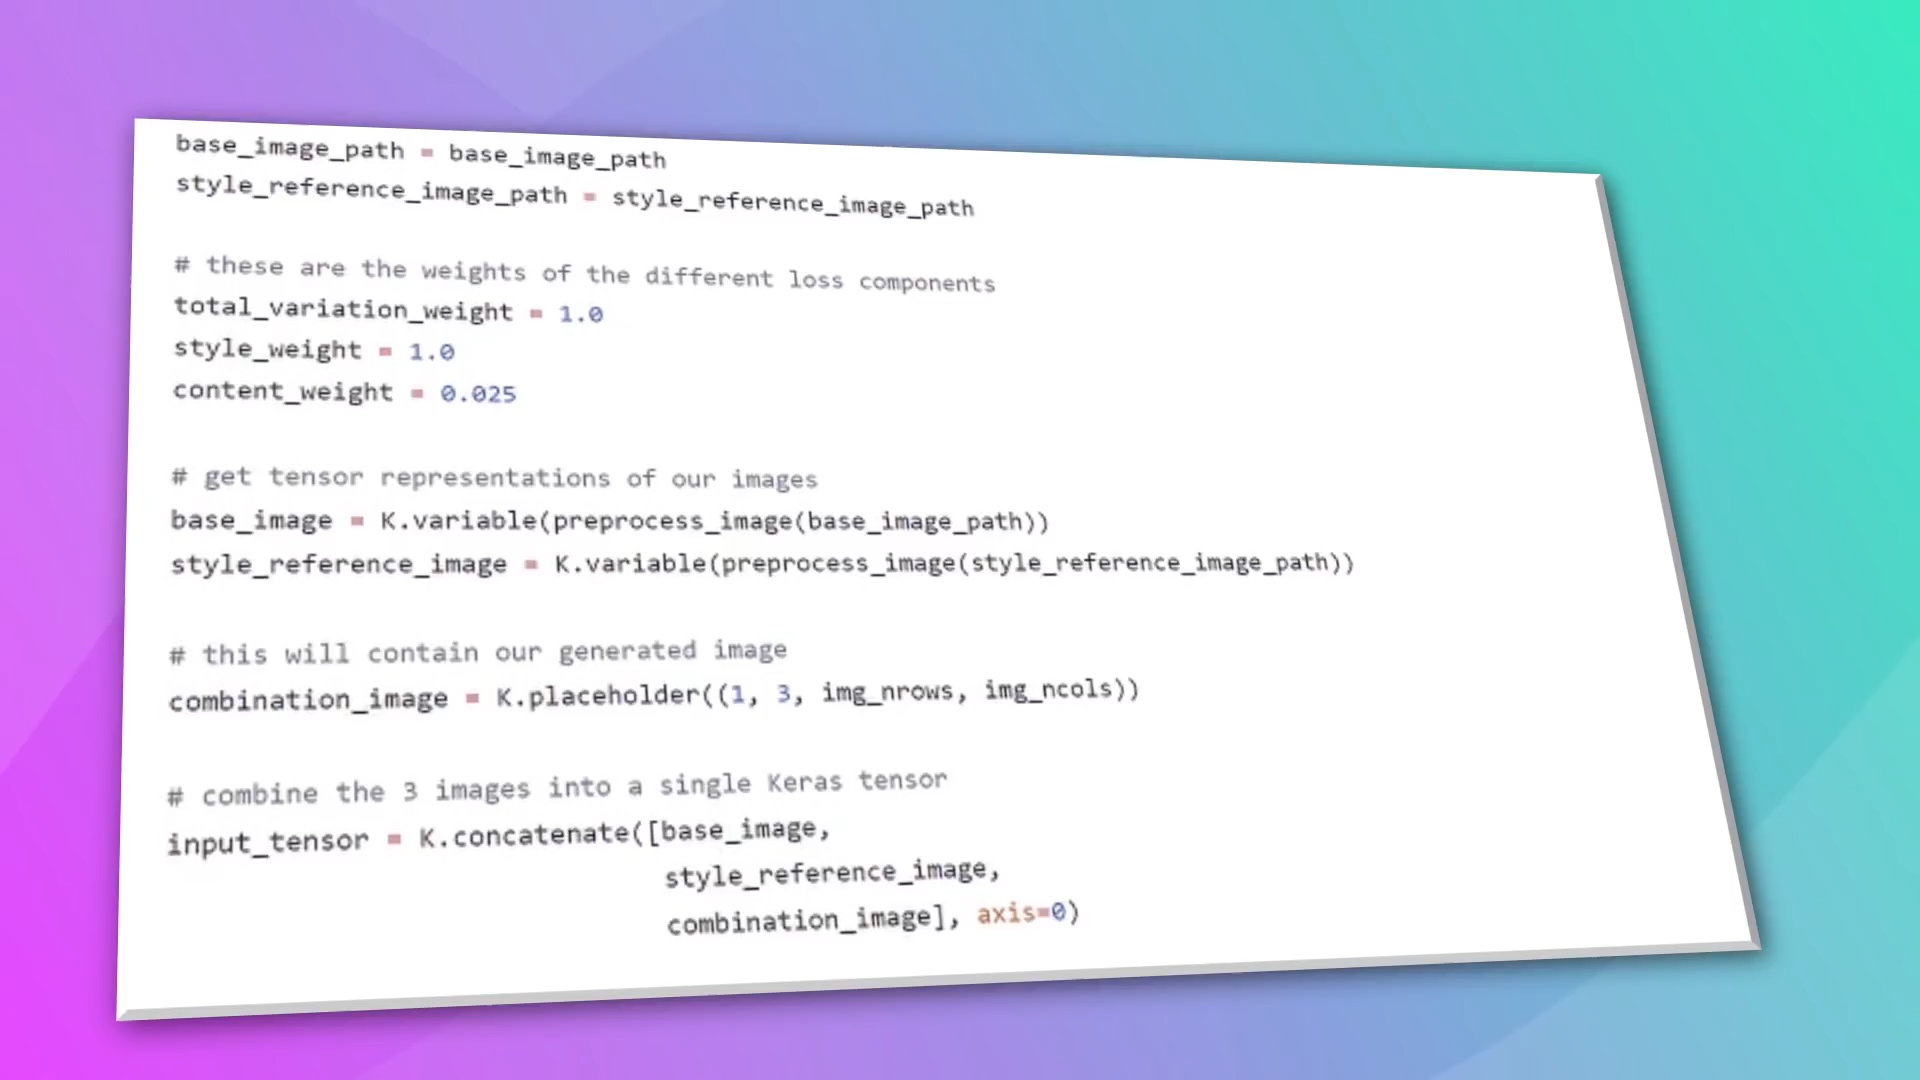 base_image_path = base_image_path
style_reference_image_path = style_reference_image_path
# these are the weights of the different loss components
total_variation_weight = 1.0
style_weight = 1.0
content_weight = 0.025
# get tensor representations of our images
base_image = K.variable(preprocess_image(base_image_path))
style_reference_image = K.variable(preprocess_image(style_reference_image_path))
# this will contain our generated image
combination_image = K.placeholder((1, 3, img_nrows, img_ncols))
# combine the 3 images into a single Keras tensor
input_tensor = K.concatenate([base_image,
style_reference_image,
combination_image], axis=0)